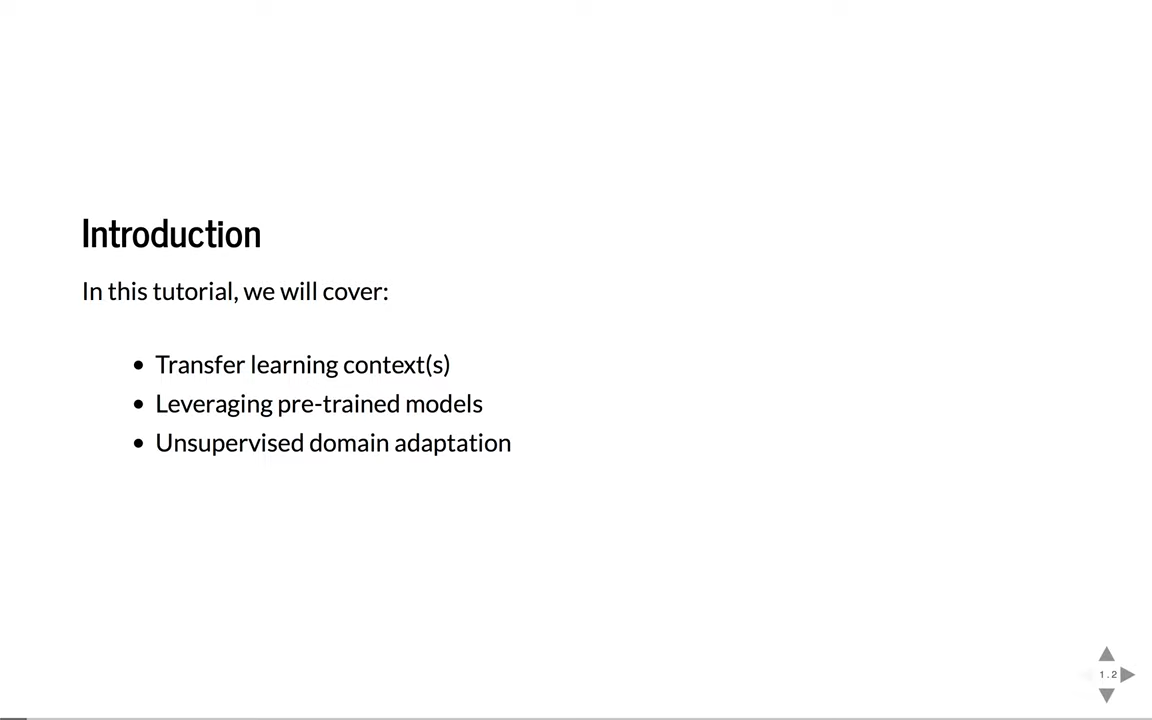 Introduction
In this tutorial, we will cover:
• Transfer learning context(s)
• Leveraging pre-trained models
• Unsupervised domain adaptation
1.2